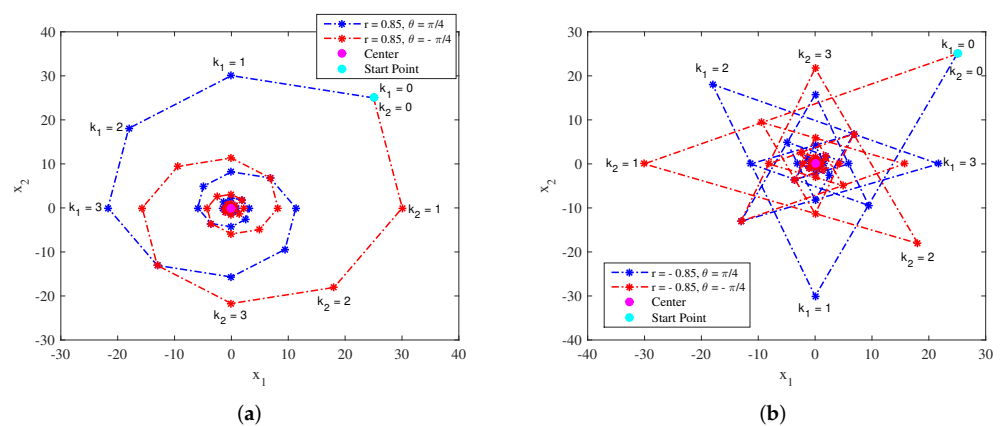 40
30
20
10
0
-10
-20
-30
x2
-30
-20
-10
0
10
20
30
40
x1
r = 0.85, θ = π/4
r = 0.85, θ = - π/4
Center
Start Point
k1 = 0
k2 = 0
k1 = 1
k1 = 2
k1 = 3
k2 = 1
k2 = 2
k2 = 3
(a)
30
20
10
0
-10
-20
-30
-40
x2
-40
-30
-20
-10
0
10
20
30
x1
k1 = 0
k2 = 0
k2 = 3
k1 = 2
k2 = 1
k1 = 3
k2 = 2
k1 = 1
r = - 0.85, θ = π/4
r = - 0.85, θ = - π/4
Center
Start Point
(b)